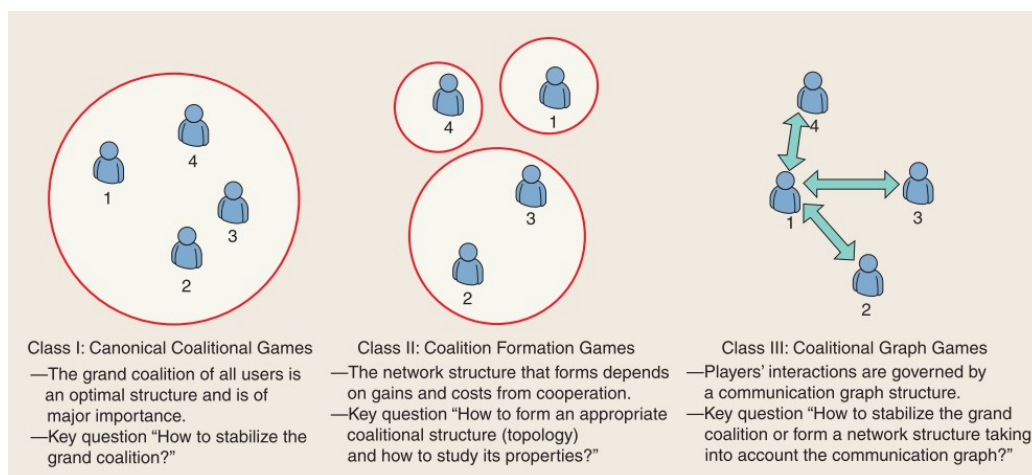 1
4
3
2
4
1
3
2
4
1
3
2
Class I: Canonical Coalitional Games
—The grand coalition of all users is
an optimal structure and is of
major importance.
—Key question “How to stabilize the
grand coalition?”
Class II: Coalition Formation Games
—The network structure that forms depends
on gains and costs from cooperation.
—Key question “How to form an appropriate
coalitional structure (topology)
and how to study its properties?”
Class III: Coalitional Graph Games
—Players’ interactions are governed by
a communication graph structure.
—Key question “How to stabilize the grand
coalition or form a network structure taking
into account the communication graph?”